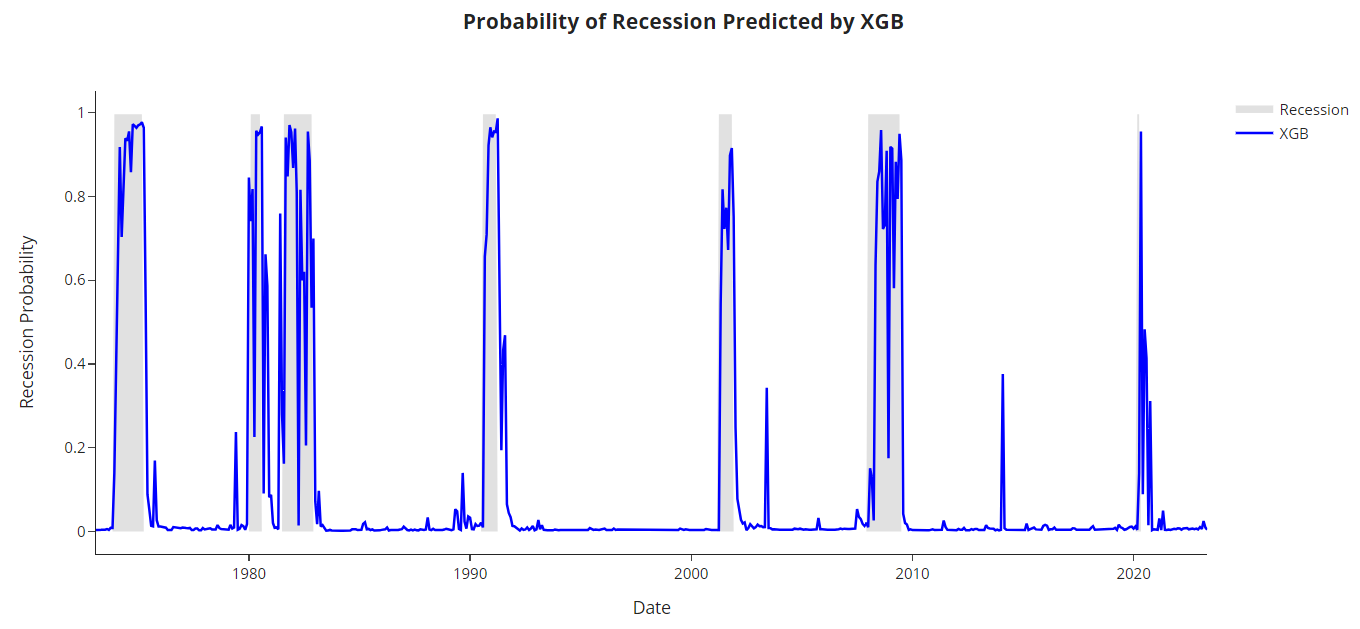 Probability of Recession Predicted by XGB
Recession
XGB
1
0.8
0.6
0.4
0.2
0
Recession Probability
1980
1990
2000
2010
2020
Date